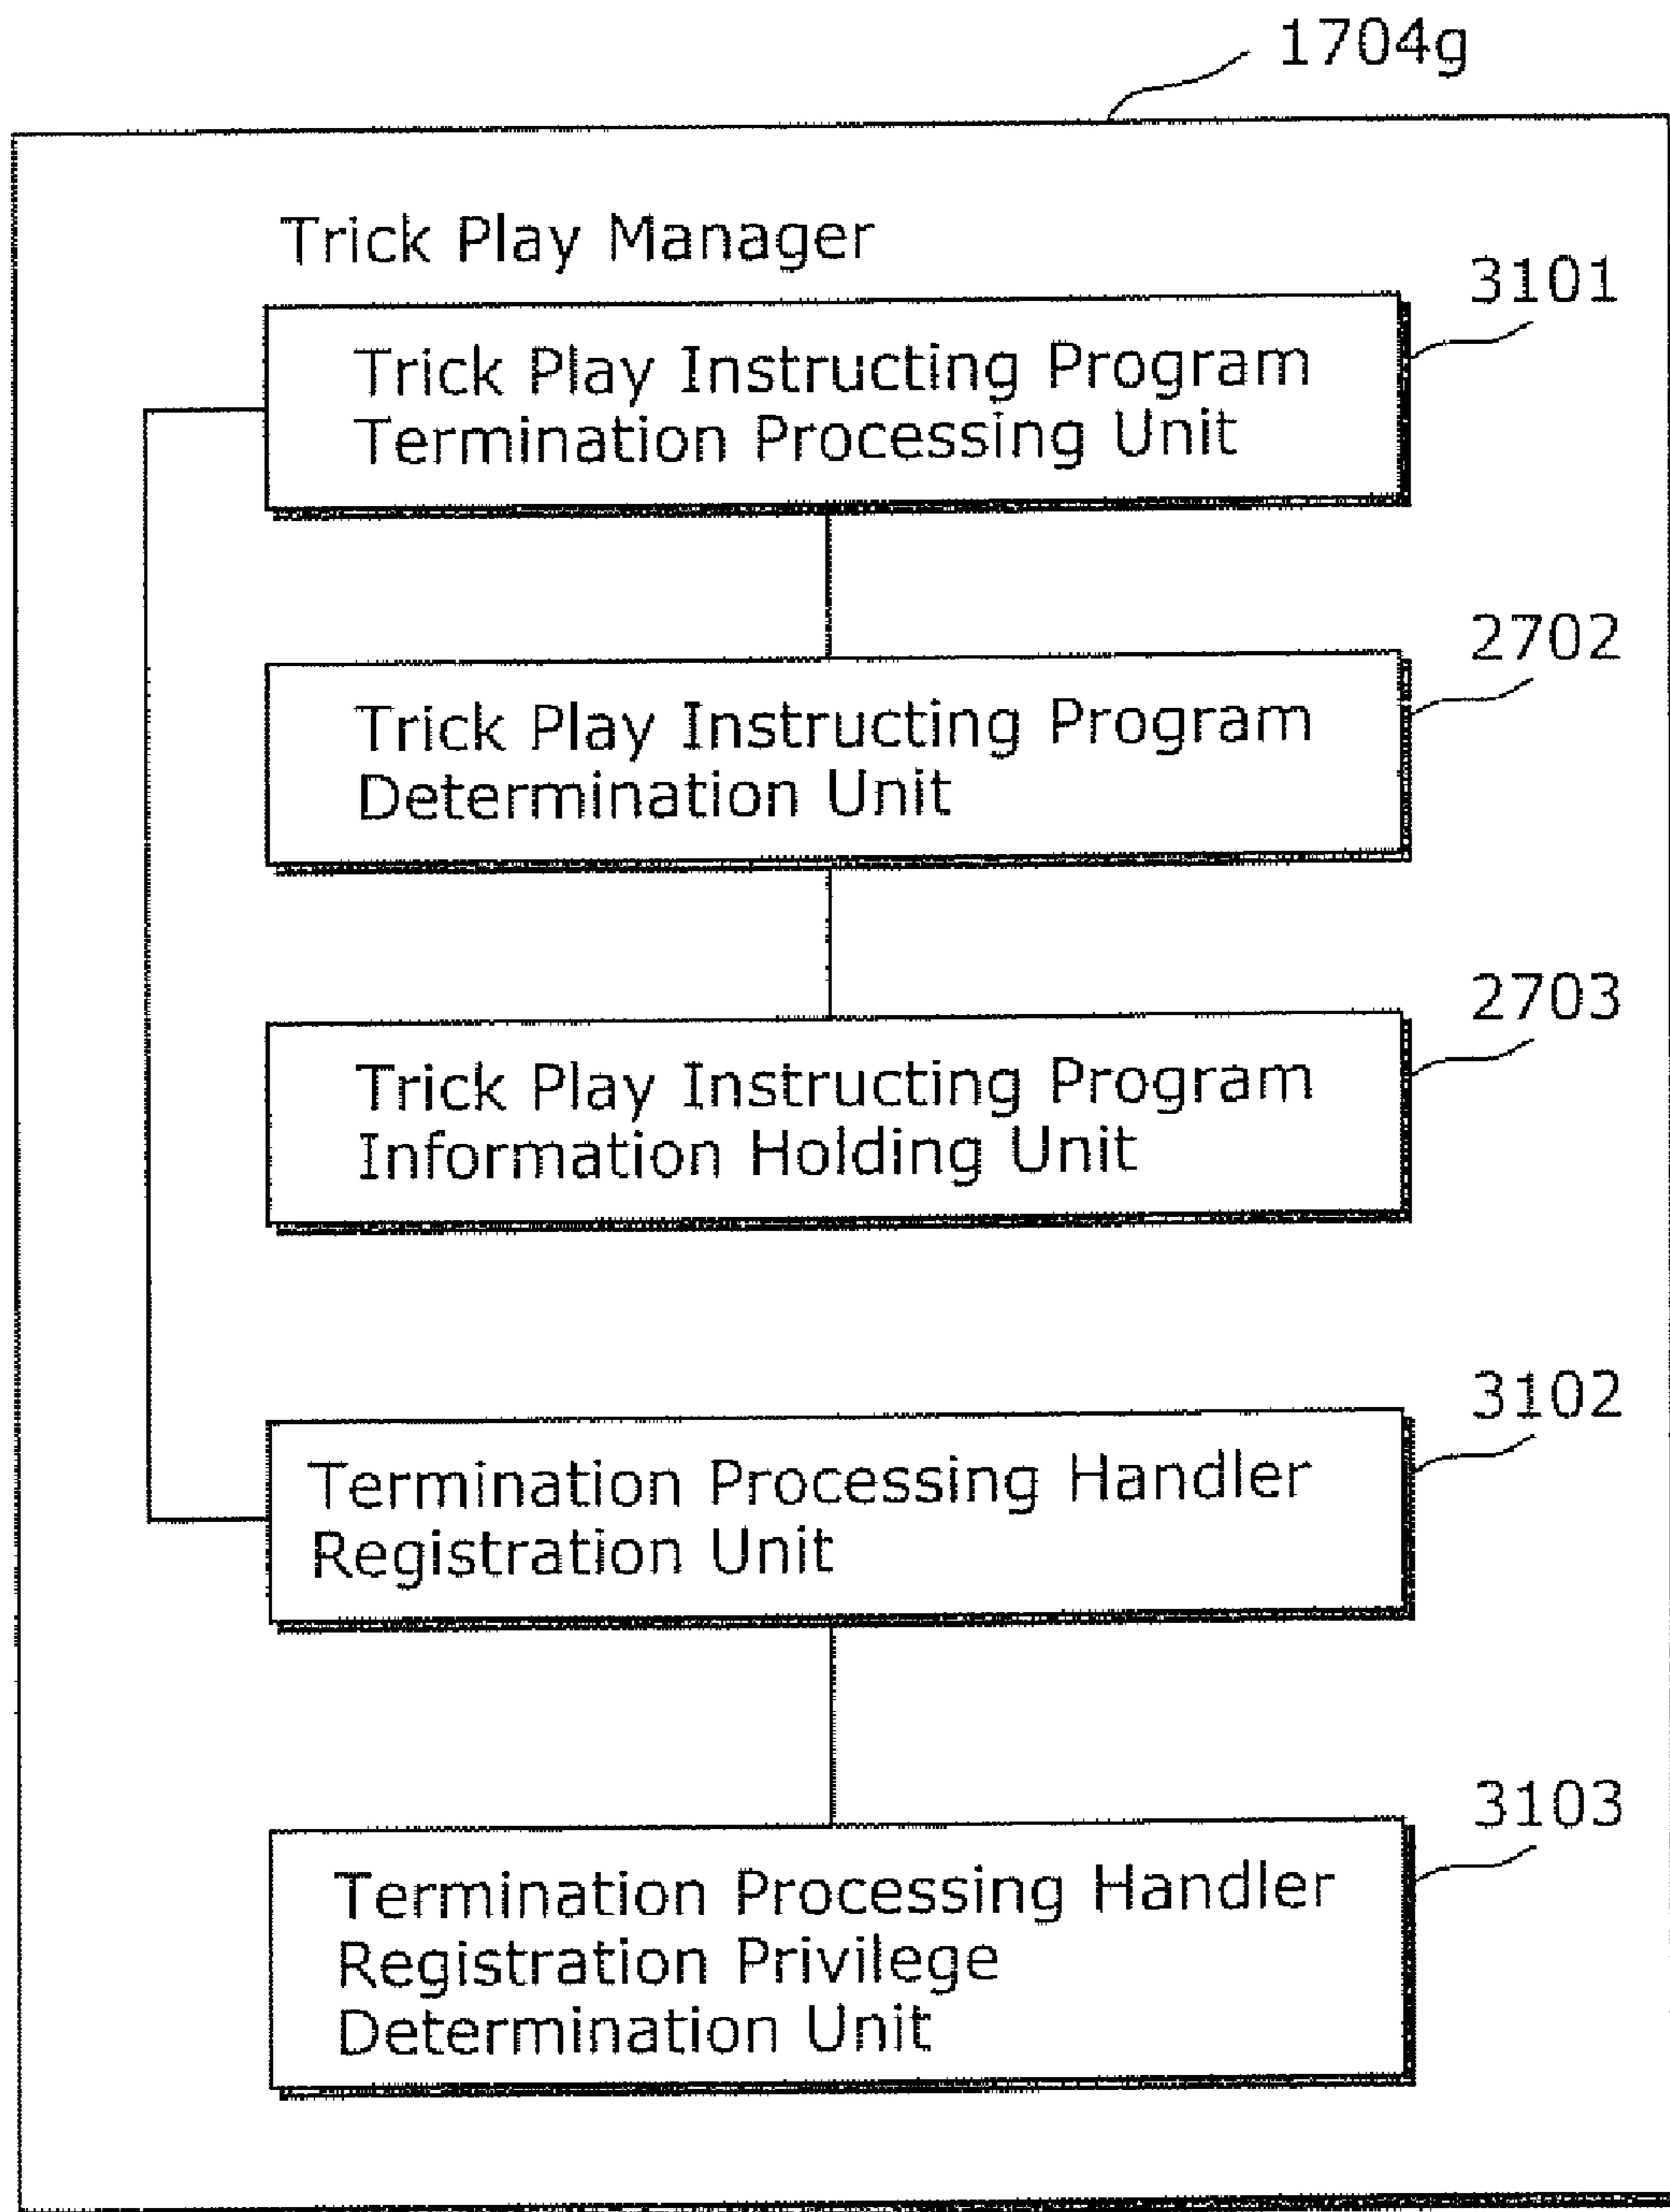 1704g
Trick Play Manager
3101
Trick Play Instructing Program
Termination Processing Unit
2702
Trick Play Instructing Program
Determination Unit
2703
Trick Play Instructing Program
Information Holding Unit
3102
Termination Processing Handler
Registration Unit
3103
Termination Processing Handler
Registration Privilege
Determination Unit